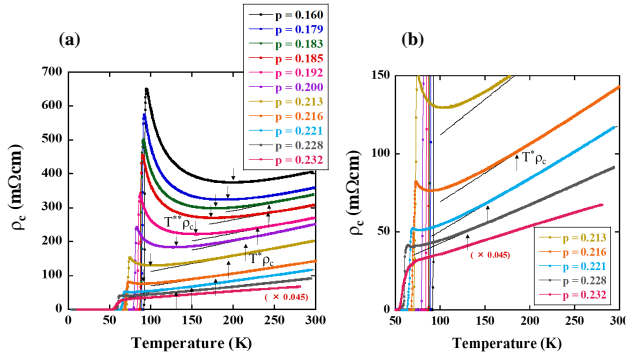 (a)
p = 0.160
p = 0.179
p = 0.183
p = 0.185
p = 0.192
p = 0.200
p = 0.213
p = 0.216
p = 0.221
p = 0.228
p = 0.232
700
600
500
400
300
200
100
0
ρc (mΩcm)
T**ρc
T*ρc
( × 0.045)
0 50 100 150 200 250 300
Temperature (K)
(b)
150
100
50
0
ρc (mΩcm)
T*ρc
( × 0.045)
p = 0.213
p = 0.216
p = 0.221
p = 0.228
p = 0.232
50 100 150 200 250 300
Temperature (K)